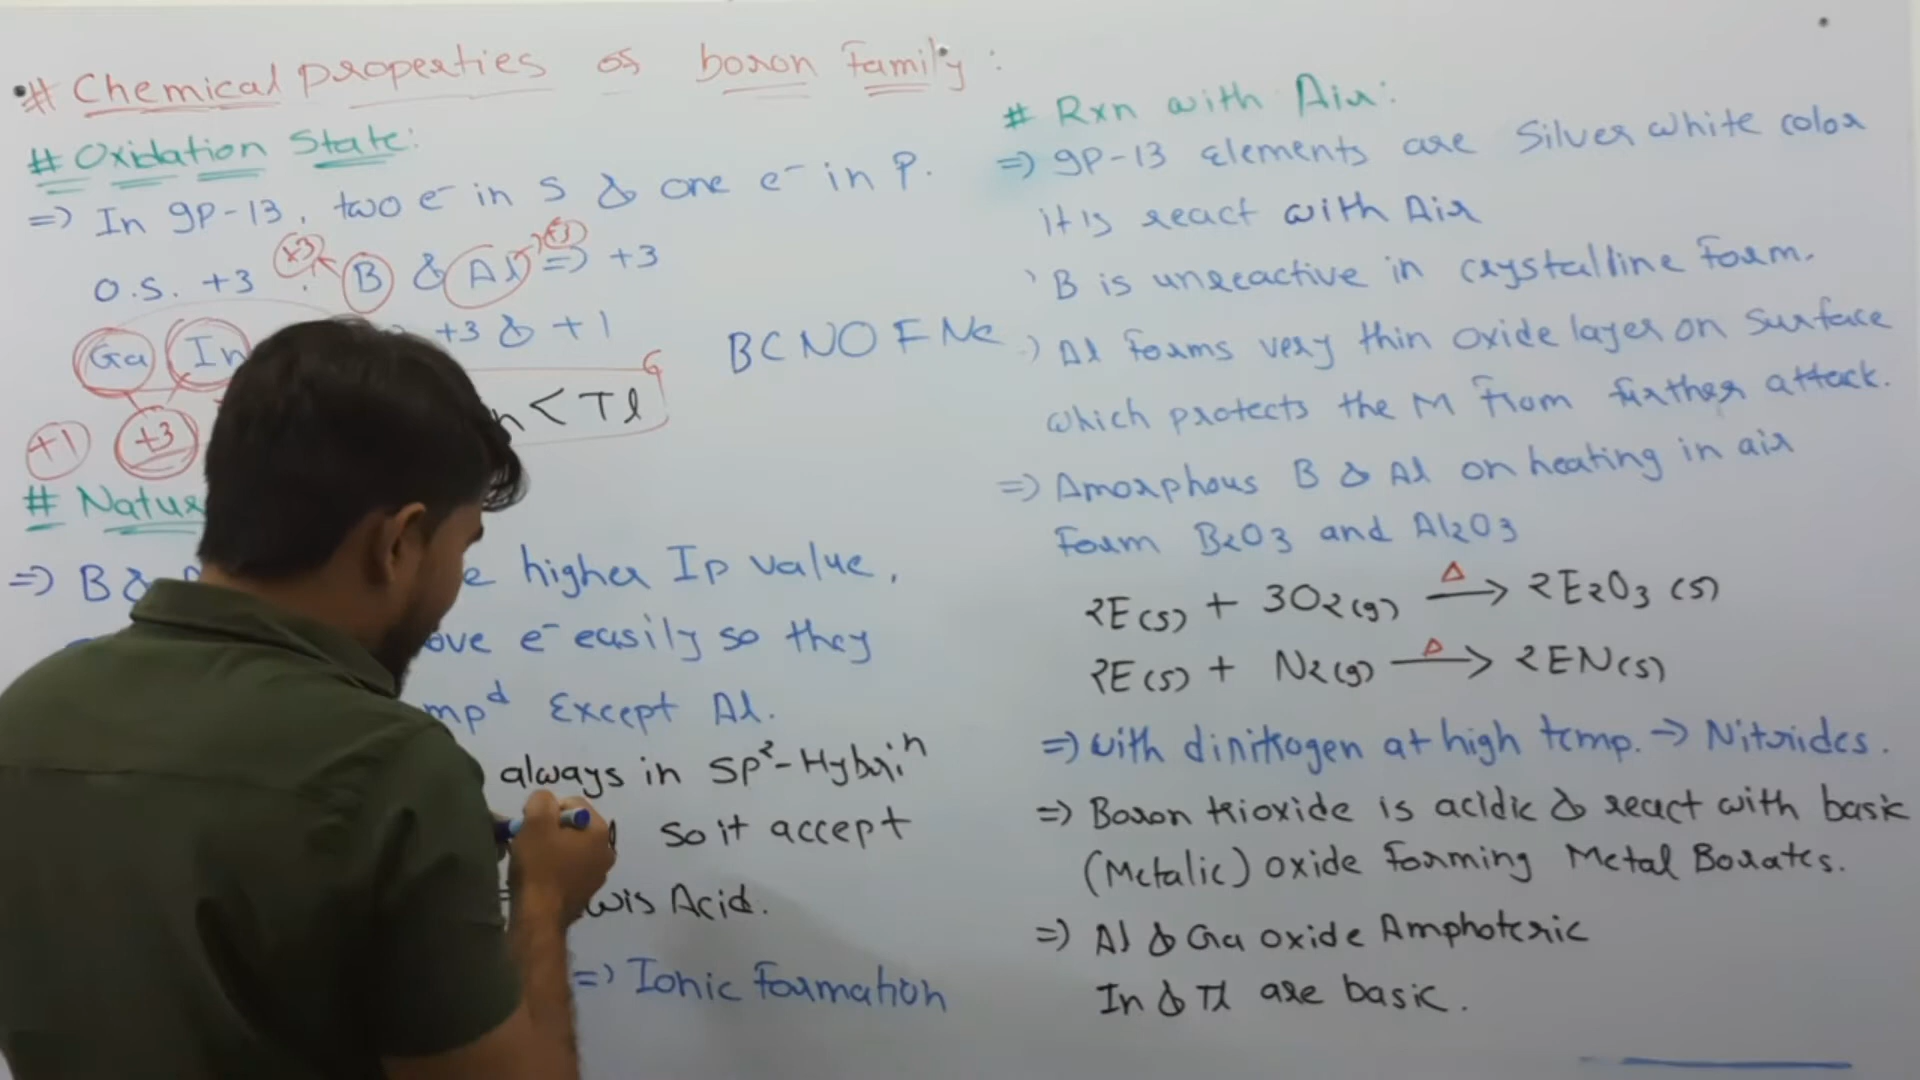 # Chemical properties of boron Family :
# Oxidation State:
=> In gp-13, two e⁻ in S & one e⁻ in P.
O.S. +3 +3 B & Al +3 => +3
Ga In +3 & +1
<Tl
+1 +3
BCNOFNe
# Natur
=> B & higher Ip value,
e⁻ easily so they
mpᵈ Except Al.
always in SP²-Hybriⁿ
so it accept
wis Acid.
=> Ionic Formation
# Rxn with Air:
=> gp-13 Elements are Silver white color
it is react with Air
B is unreactive in crystalline Form.
Al Forms very thin oxide layer on Surface
which protects the M From further attack.
=> Amorphous B & Al on heating in air
Form B2O3 and Al2O3
2E(s) + 3O2(g) Δ→ 2E2O3 (s)
2E(s) + N2(g) Δ→ 2EN(s)
=> with dinitrogen at high temp. → Nitrides.
=> Boron trioxide is acidic & react with basic
(Metalic) oxide Forming Metal Borates.
=> Al & Ga oxide Amphoteric
In & Tl are basic.